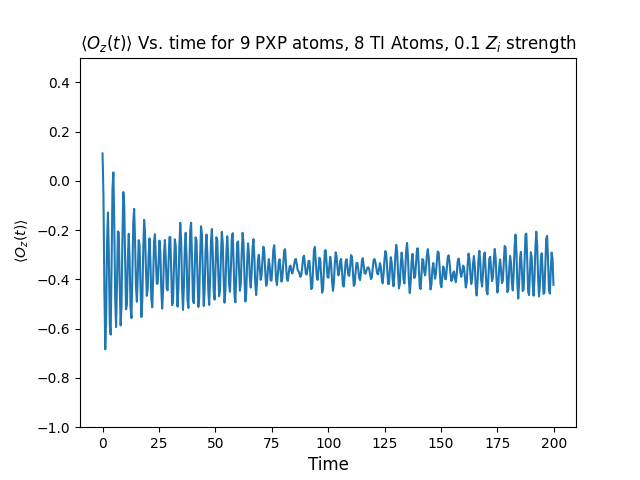 ⟨O_z(t)⟩ Vs. time for 9 PXP atoms, 8 TI Atoms, 0.1 Z_i strength
0.4
0.2
0.0
−0.2
−0.4
−0.6
−0.8
−1.0
⟨O_z(t)⟩
0 25 50 75 100 125 150 175 200
Time